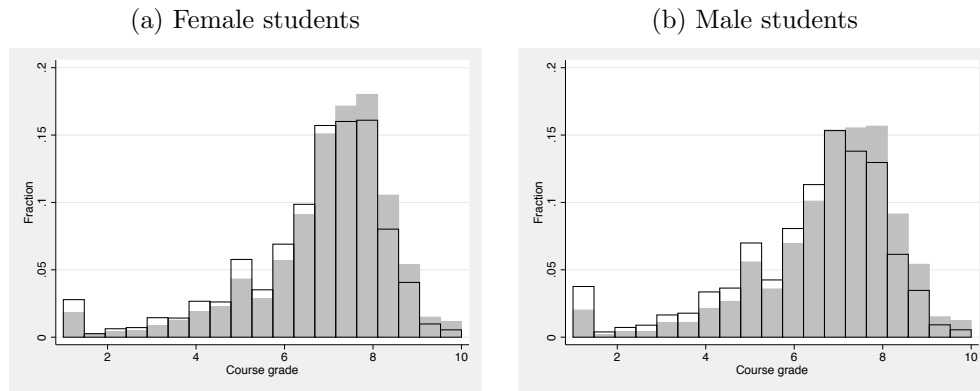 (a) Female students
.2
.15
.1
.05
0
Fraction
2 4 6 8 10
Course grade
(b) Male students
.2
.15
.1
.05
0
Fraction
2 4 6 8 10
Course grade